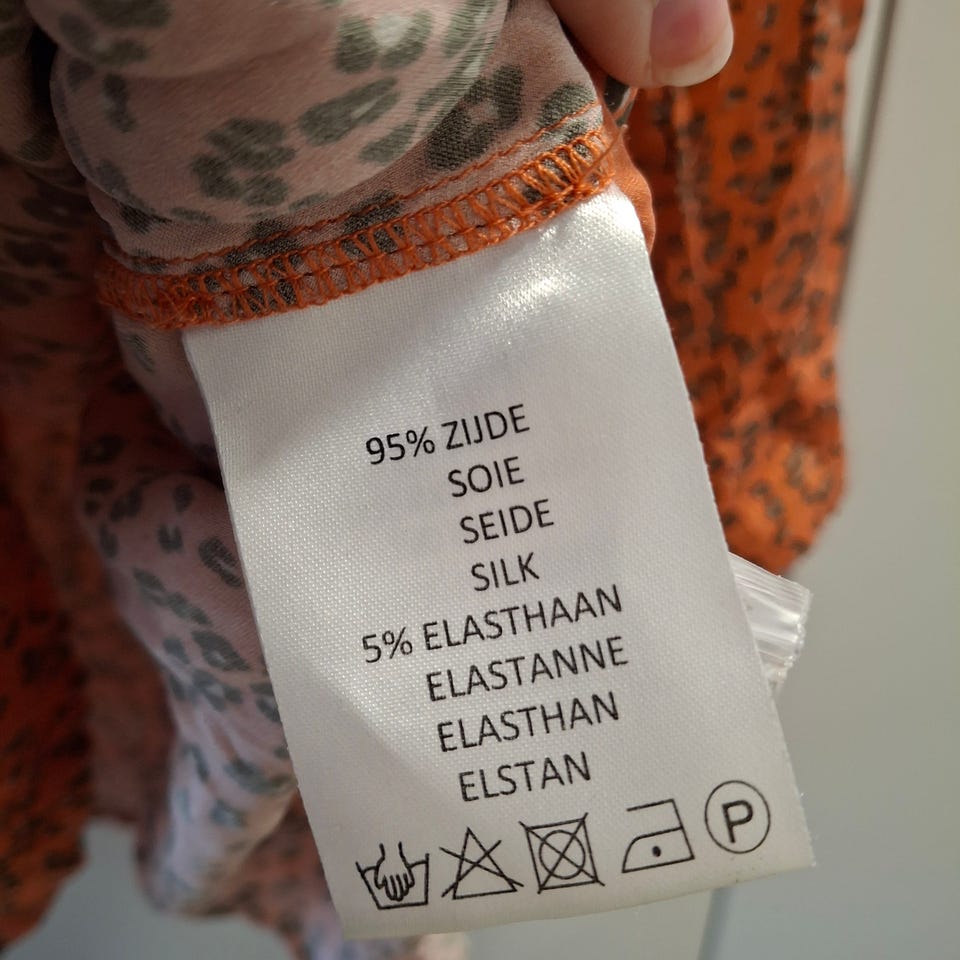 95% ZIJDE
SOIE
SEIDE
SILK
5% ELASTHAAN
ELASTANNE
ELASTHAN
ELSTAN
P